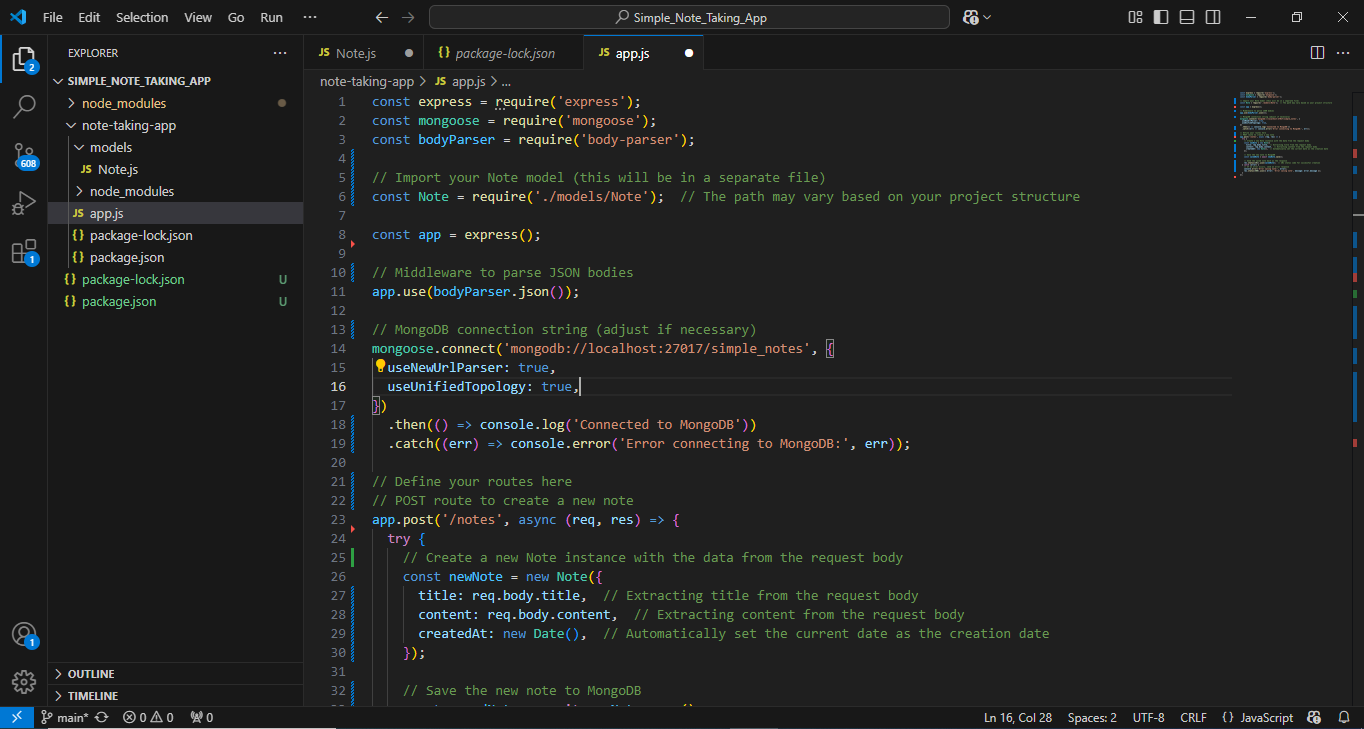 File Edit Selection View Go Run ··· Simple_Note_Taking_App
EXPLORER ···
SIMPLE_NOTE_TAKING_APP
node_modules
note-taking-app
models
JS Note.js
node_modules
JS app.js
{} package-lock.json
{} package.json
{} package-lock.json U
{} package.json U
OUTLINE
TIMELINE
2
608
1
1
JS Note.js {} package-lock.json JS app.js
note-taking-app > JS app.js > ...
1 const express = require('express');
2 const mongoose = require('mongoose');
3 const bodyParser = require('body-parser');
4
5 // Import your Note model (this will be in a separate file)
6 const Note = require('./models/Note');  // The path may vary based on your project structure
7
8 const app = express();
9
10 // Middleware to parse JSON bodies
11 app.use(bodyParser.json());
12
13 // MongoDB connection string (adjust if necessary)
14 mongoose.connect('mongodb://localhost:27017/simple_notes', {
15   useNewUrlParser: true,
16   useUnifiedTopology: true,
17 })
18   .then(() => console.log('Connected to MongoDB'))
19   .catch((err) => console.error('Error connecting to MongoDB:', err));
20
21 // Define your routes here
22 // POST route to create a new note
23 app.post('/notes', async (req, res) => {
24   try {
25     // Create a new Note instance with the data from the request body
26     const newNote = new Note({
27       title: req.body.title,  // Extracting title from the request body
28       content: req.body.content,  // Extracting content from the request body
29       createdAt: new Date(),  // Automatically set the current date as the creation date
30     });
31
32     // Save the new note to MongoDB
main* 0 0 0 Ln 16, Col 28 Spaces: 2 UTF-8 CRLF {} JavaScript